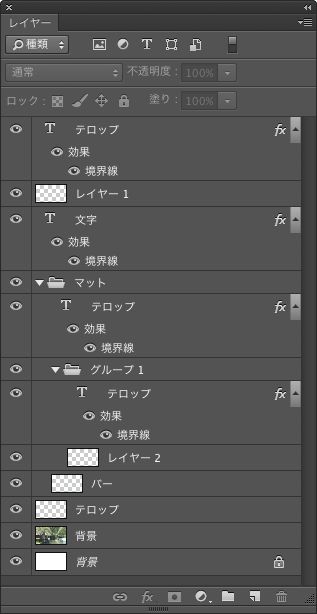 レイヤー
種類
T
通常
不透明度：100%
ロック：
塗り：100%
T テロップ fx
効果
境界線
レイヤー 1
T 文字 fx
効果
境界線
マット
T テロップ fx
効果
境界線
グループ 1
T テロップ fx
効果
境界線
レイヤー 2
バー
テロップ
背景
背景
fx